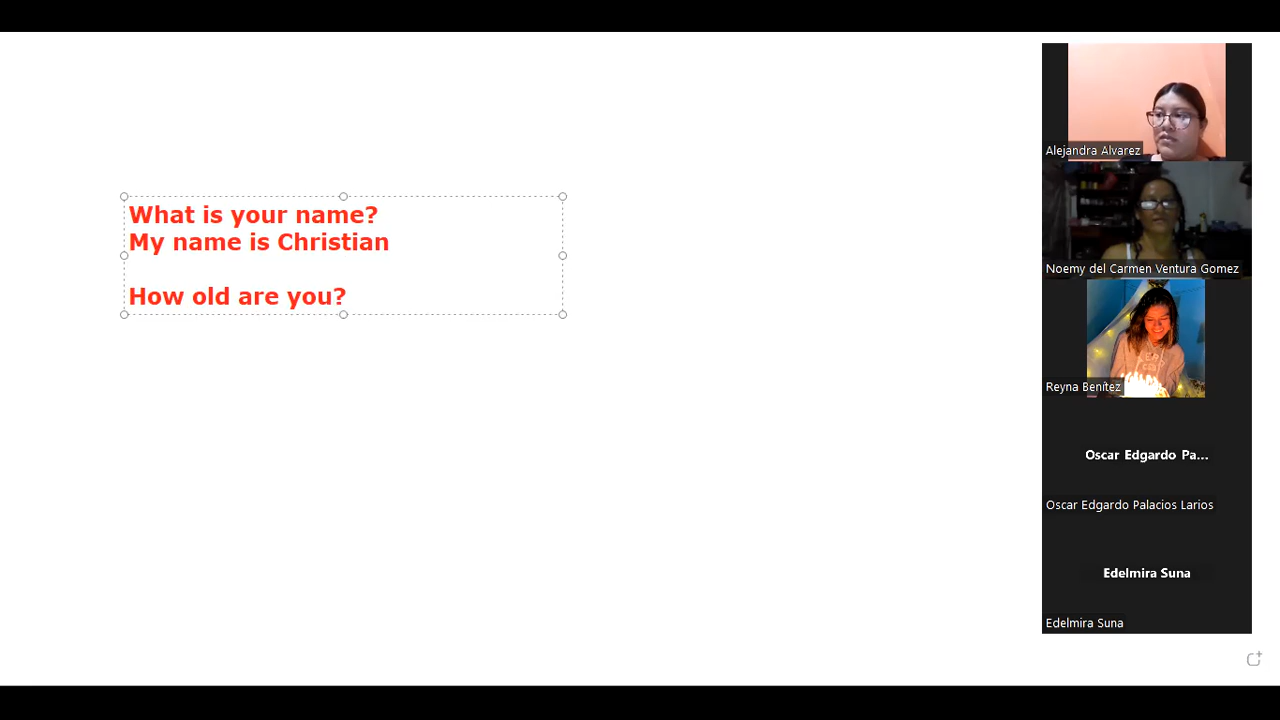 What is your name?
My name is Christian
How old are you?
Alejandra Alvarez
Noemy del Carmen Ventura Gomez
Reyna Benítez
Oscar Edgardo Pa...
Oscar Edgardo Palacios Larios
Edelmira Suna
Edelmira Suna